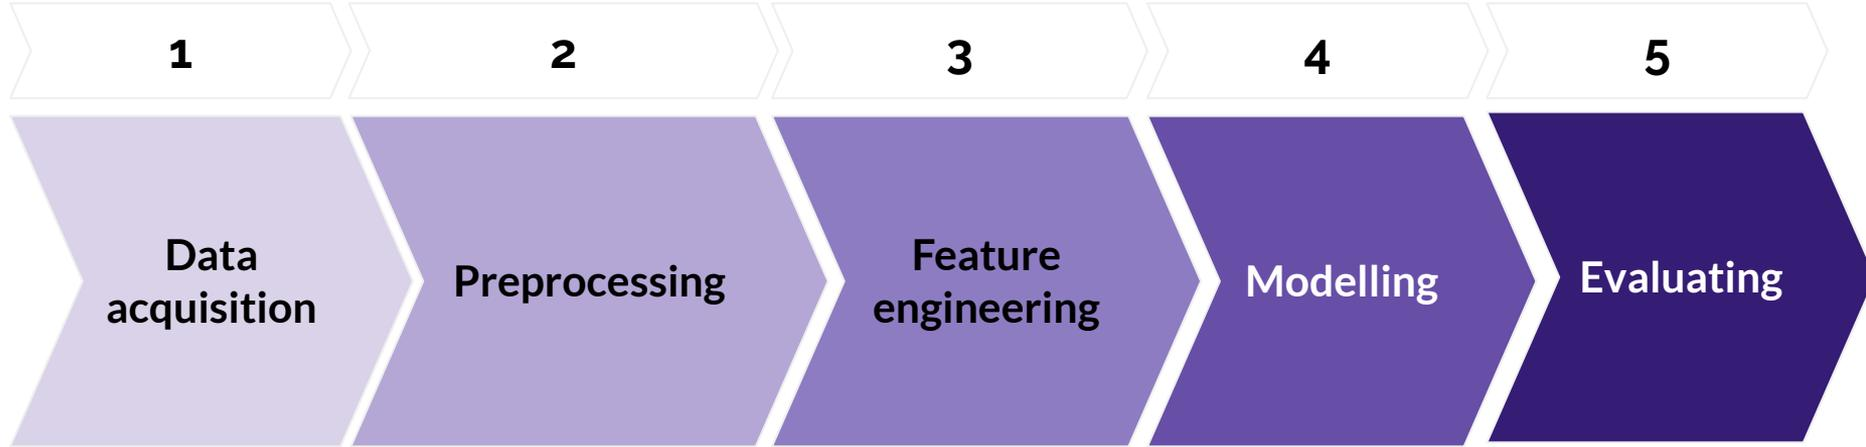 1
2
3
4
5
Data
acquisition
Preprocessing
Feature
engineering
Modelling
Evaluating